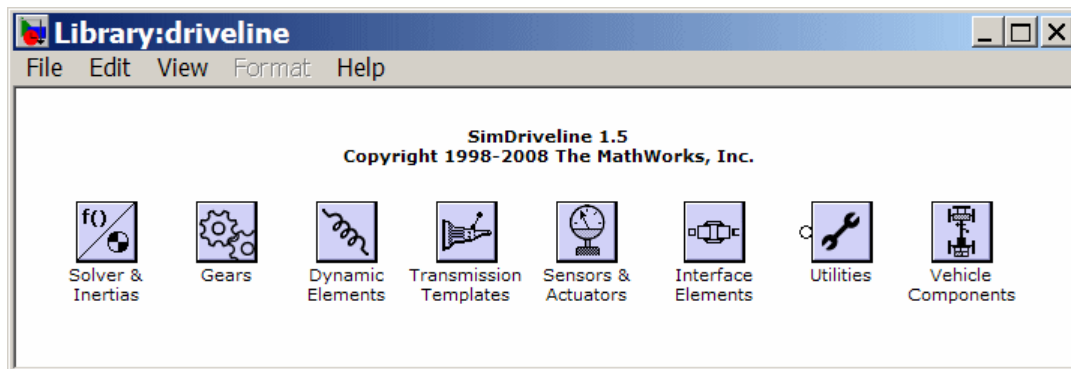 Library:driveline
File Edit View Format Help
SimDriveline 1.5
Copyright 1998-2008 The MathWorks, Inc.
f()
Solver &
Inertias
Gears
Dynamic
Elements
Transmission
Templates
Sensors &
Actuators
Interface
Elements
Utilities
Vehicle
Components